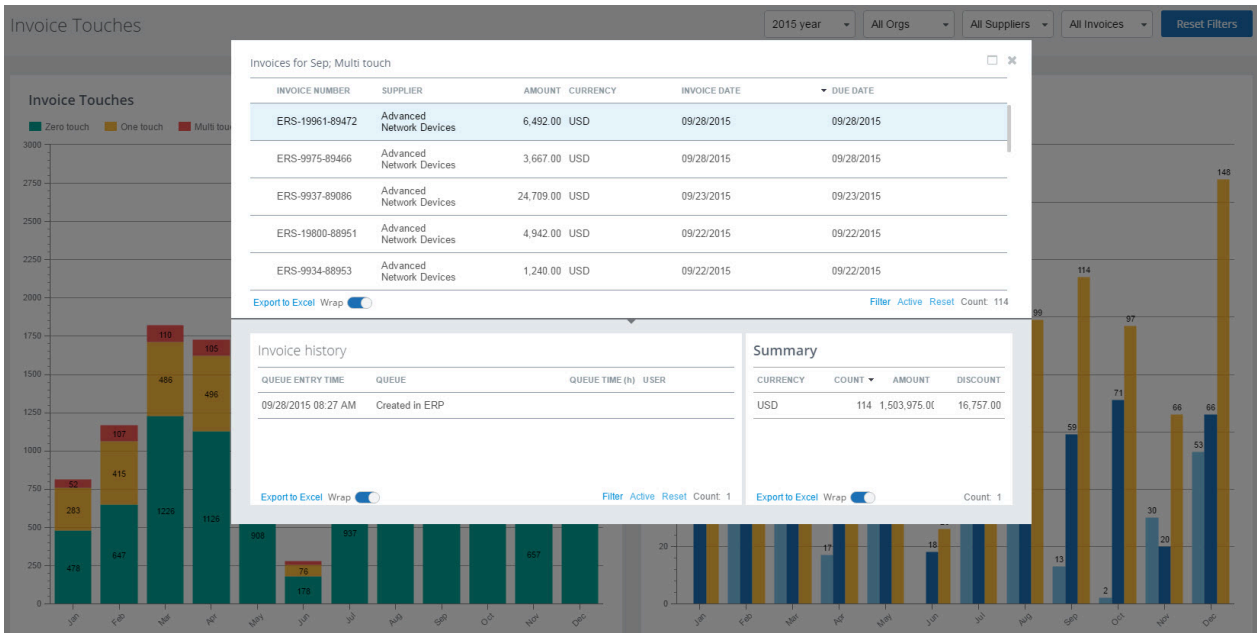 Invoice Touches
2015 year All Orgs All Suppliers All Invoices Reset Filters
Invoices for Sep; Multi touch
INVOICE NUMBER SUPPLIER AMOUNT CURRENCY INVOICE DATE DUE DATE
ERS-19961-89472 Advanced Network Devices 6,492.00 USD 09/28/2015 09/28/2015
ERS-9975-89466 Advanced Network Devices 3,667.00 USD 09/28/2015 09/28/2015
ERS-9937-89086 Advanced Network Devices 24,709.00 USD 09/23/2015 09/23/2015
ERS-19800-88951 Advanced Network Devices 4,942.00 USD 09/22/2015 09/22/2015
ERS-9934-88953 Advanced Network Devices 1,240.00 USD 09/22/2015 09/22/2015
Export to Excel Wrap Filter Active Reset Count: 114
Invoice history
QUEUE ENTRY TIME QUEUE QUEUE TIME (h) USER
09/28/2015 08:27 AM Created in ERP
Export to Excel Wrap Filter Active Reset Count: 1
Summary
CURRENCY COUNT AMOUNT DISCOUNT
USD 114 1,503,975.00 16,757.00
Export to Excel Wrap Count: 1
Invoice Touches
Zero touch One touch Multi
3000
2750
2500
2250
2000
1750
1500
1250
1000
750
500
250
0
52
283
478
107
415
647
110
486
1226
105
496
1126
908
76
178
937
657
Jan Feb Mar Apr May Jun Jul Aug Sep Oct Nov Dec
20
0
17
18
99
114
59
13
97
71
2
66
30
20
148
66
53
Jan Feb Mar Apr May Jun Jul Aug Sep Oct Nov Dec